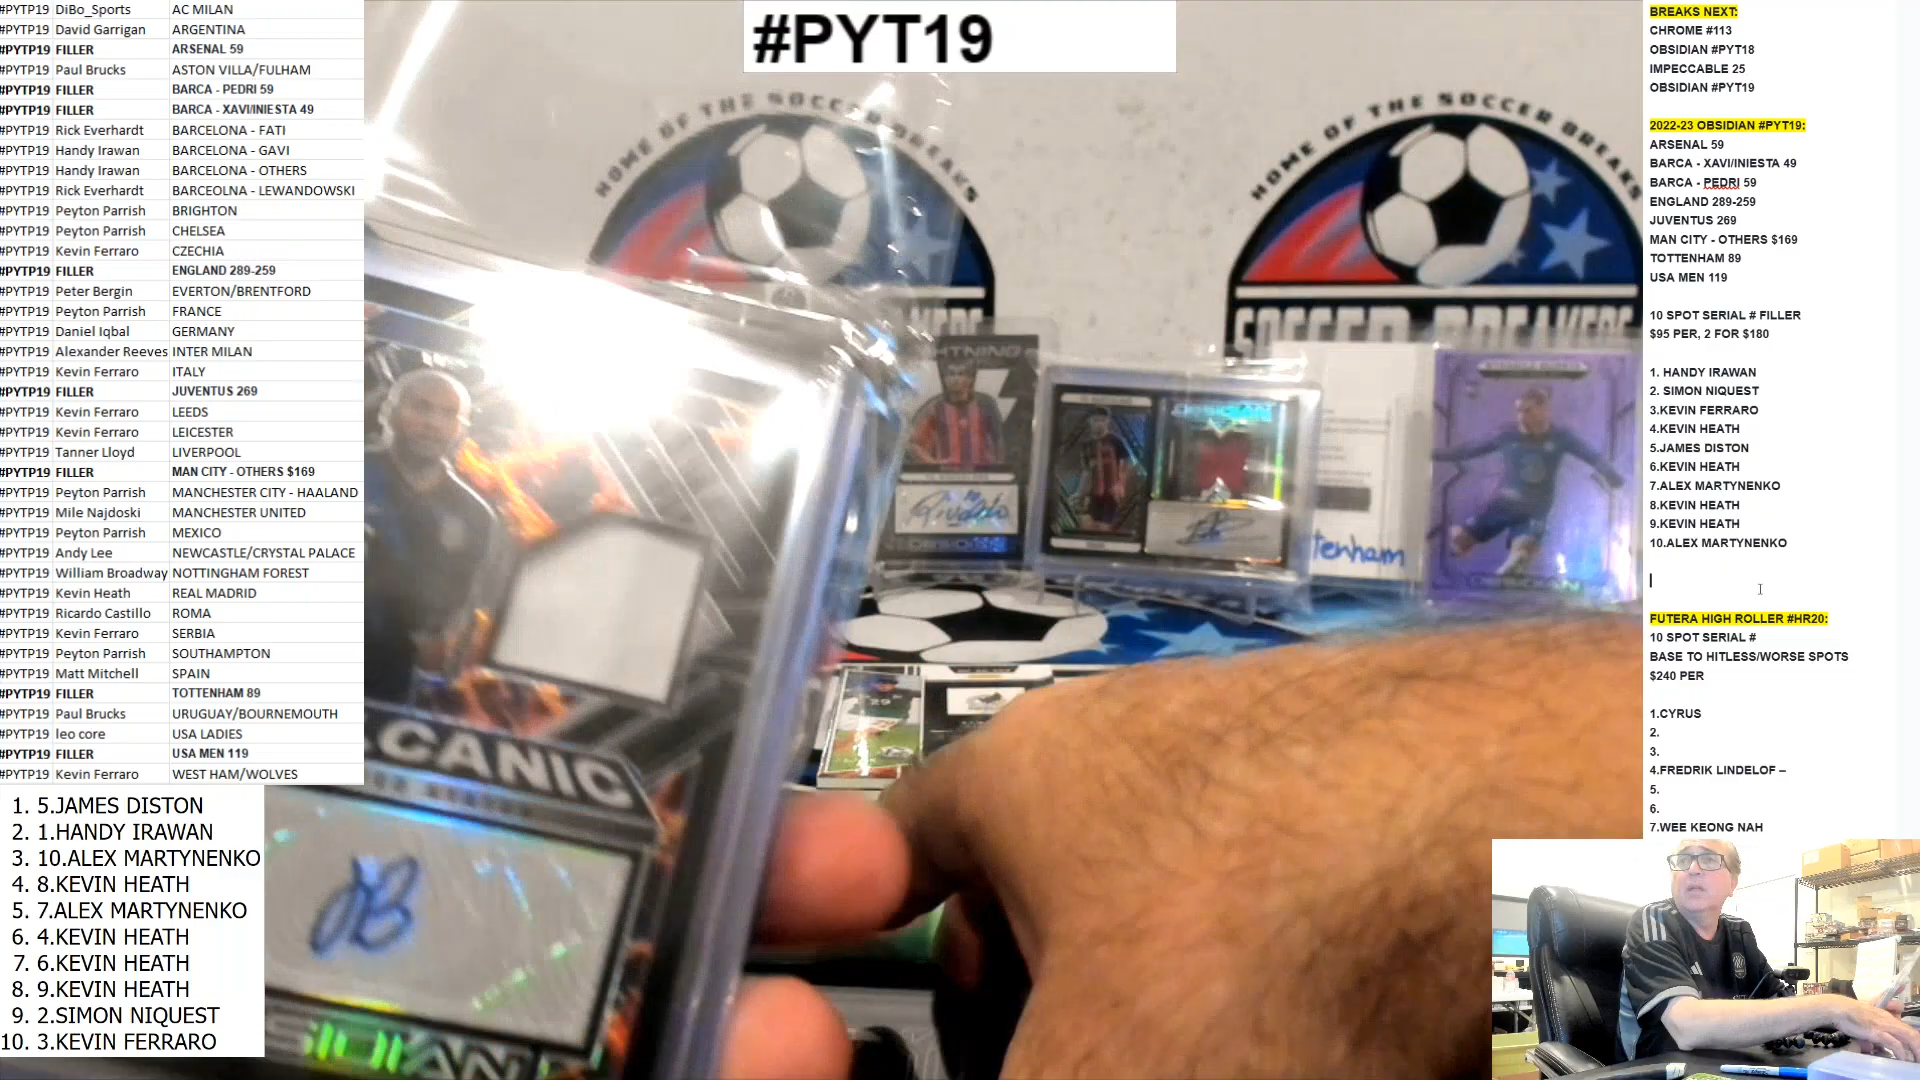 #PYT19
#PYTP19 DiBo_Sports AC MILAN
#PYTP19 David Garrigan ARGENTINA
#PYTP19 FILLER ARSENAL 59
#PYTP19 Paul Brucks ASTON VILLA/FULHAM
#PYTP19 FILLER BARCA - PEDRI 59
#PYTP19 FILLER BARCA - XAVI/INIESTA 49
#PYTP19 Rick Everhardt BARCELONA - FATI
#PYTP19 Handy Irawan BARCELONA - GAVI
#PYTP19 Handy Irawan BARCELONA - OTHERS
#PYTP19 Rick Everhardt BARCEOLNA - LEWANDOWSKI
#PYTP19 Peyton Parrish BRIGHTON
#PYTP19 Peyton Parrish CHELSEA
#PYTP19 Kevin Ferraro CZECHIA
#PYTP19 FILLER ENGLAND 289-259
#PYTP19 Peter Bergin EVERTON/BRENTFORD
#PYTP19 Peyton Parrish FRANCE
#PYTP19 Daniel Iqbal GERMANY
#PYTP19 Alexander Reeves INTER MILAN
#PYTP19 Kevin Ferraro ITALY
#PYTP19 FILLER JUVENTUS 269
#PYTP19 Kevin Ferraro LEEDS
#PYTP19 Kevin Ferraro LEICESTER
#PYTP19 Tanner Lloyd LIVERPOOL
#PYTP19 FILLER MAN CITY - OTHERS $169
#PYTP19 Peyton Parrish MANCHESTER CITY - HAALAND
#PYTP19 Mile Najdoski MANCHESTER UNITED
#PYTP19 Peyton Parrish MEXICO
#PYTP19 Andy Lee NEWCASTLE/CRYSTAL PALACE
#PYTP19 William Broadway NOTTINGHAM FOREST
#PYTP19 Kevin Heath REAL MADRID
#PYTP19 Ricardo Castillo ROMA
#PYTP19 Kevin Ferraro SERBIA
#PYTP19 Peyton Parrish SOUTHAMPTON
#PYTP19 Matt Mitchell SPAIN
#PYTP19 FILLER TOTTENHAM 89
#PYTP19 Paul Brucks URUGUAY/BOURNEMOUTH
#PYTP19 leo core USA LADIES
#PYTP19 FILLER USA MEN 119
#PYTP19 Kevin Ferraro WEST HAM/WOLVES
1. 5.JAMES DISTON
2. 1.HANDY IRAWAN
3. 10.ALEX MARTYNENKO
4. 8.KEVIN HEATH
5. 7.ALEX MARTYNENKO
6. 4.KEVIN HEATH
7. 6.KEVIN HEATH
8. 9.KEVIN HEATH
9. 2.SIMON NIQUEST
10. 3.KEVIN FERRARO
HOME OF THE SOCCER BREAKS
HOME OF THE SOCCER BREAKS
SOCCER BREAKERS
tenham
CANIC
BREAKS NEXT:
CHROME #113
OBSIDIAN #PYT18
IMPECCABLE 25
OBSIDIAN #PYT19
2022-23 OBSIDIAN #PYT19:
ARSENAL 59
BARCA - XAVI/INIESTA 49
BARCA - PEDRI 59
ENGLAND 289-259
JUVENTUS 269
MAN CITY - OTHERS $169
TOTTENHAM 89
USA MEN 119
10 SPOT SERIAL # FILLER
$95 PER, 2 FOR $180
1. HANDY IRAWAN
2. SIMON NIQUEST
3.KEVIN FERRARO
4.KEVIN HEATH
5.JAMES DISTON
6.KEVIN HEATH
7.ALEX MARTYNENKO
8.KEVIN HEATH
9.KEVIN HEATH
10.ALEX MARTYNENKO
FUTERA HIGH ROLLER #HR20:
10 SPOT SERIAL #
BASE TO HITLESS/WORSE SPOTS
$240 PER
1.CYRUS
2.
3.
4.FREDRIK LINDELOF –
5.
6.
7.WEE KEONG NAH